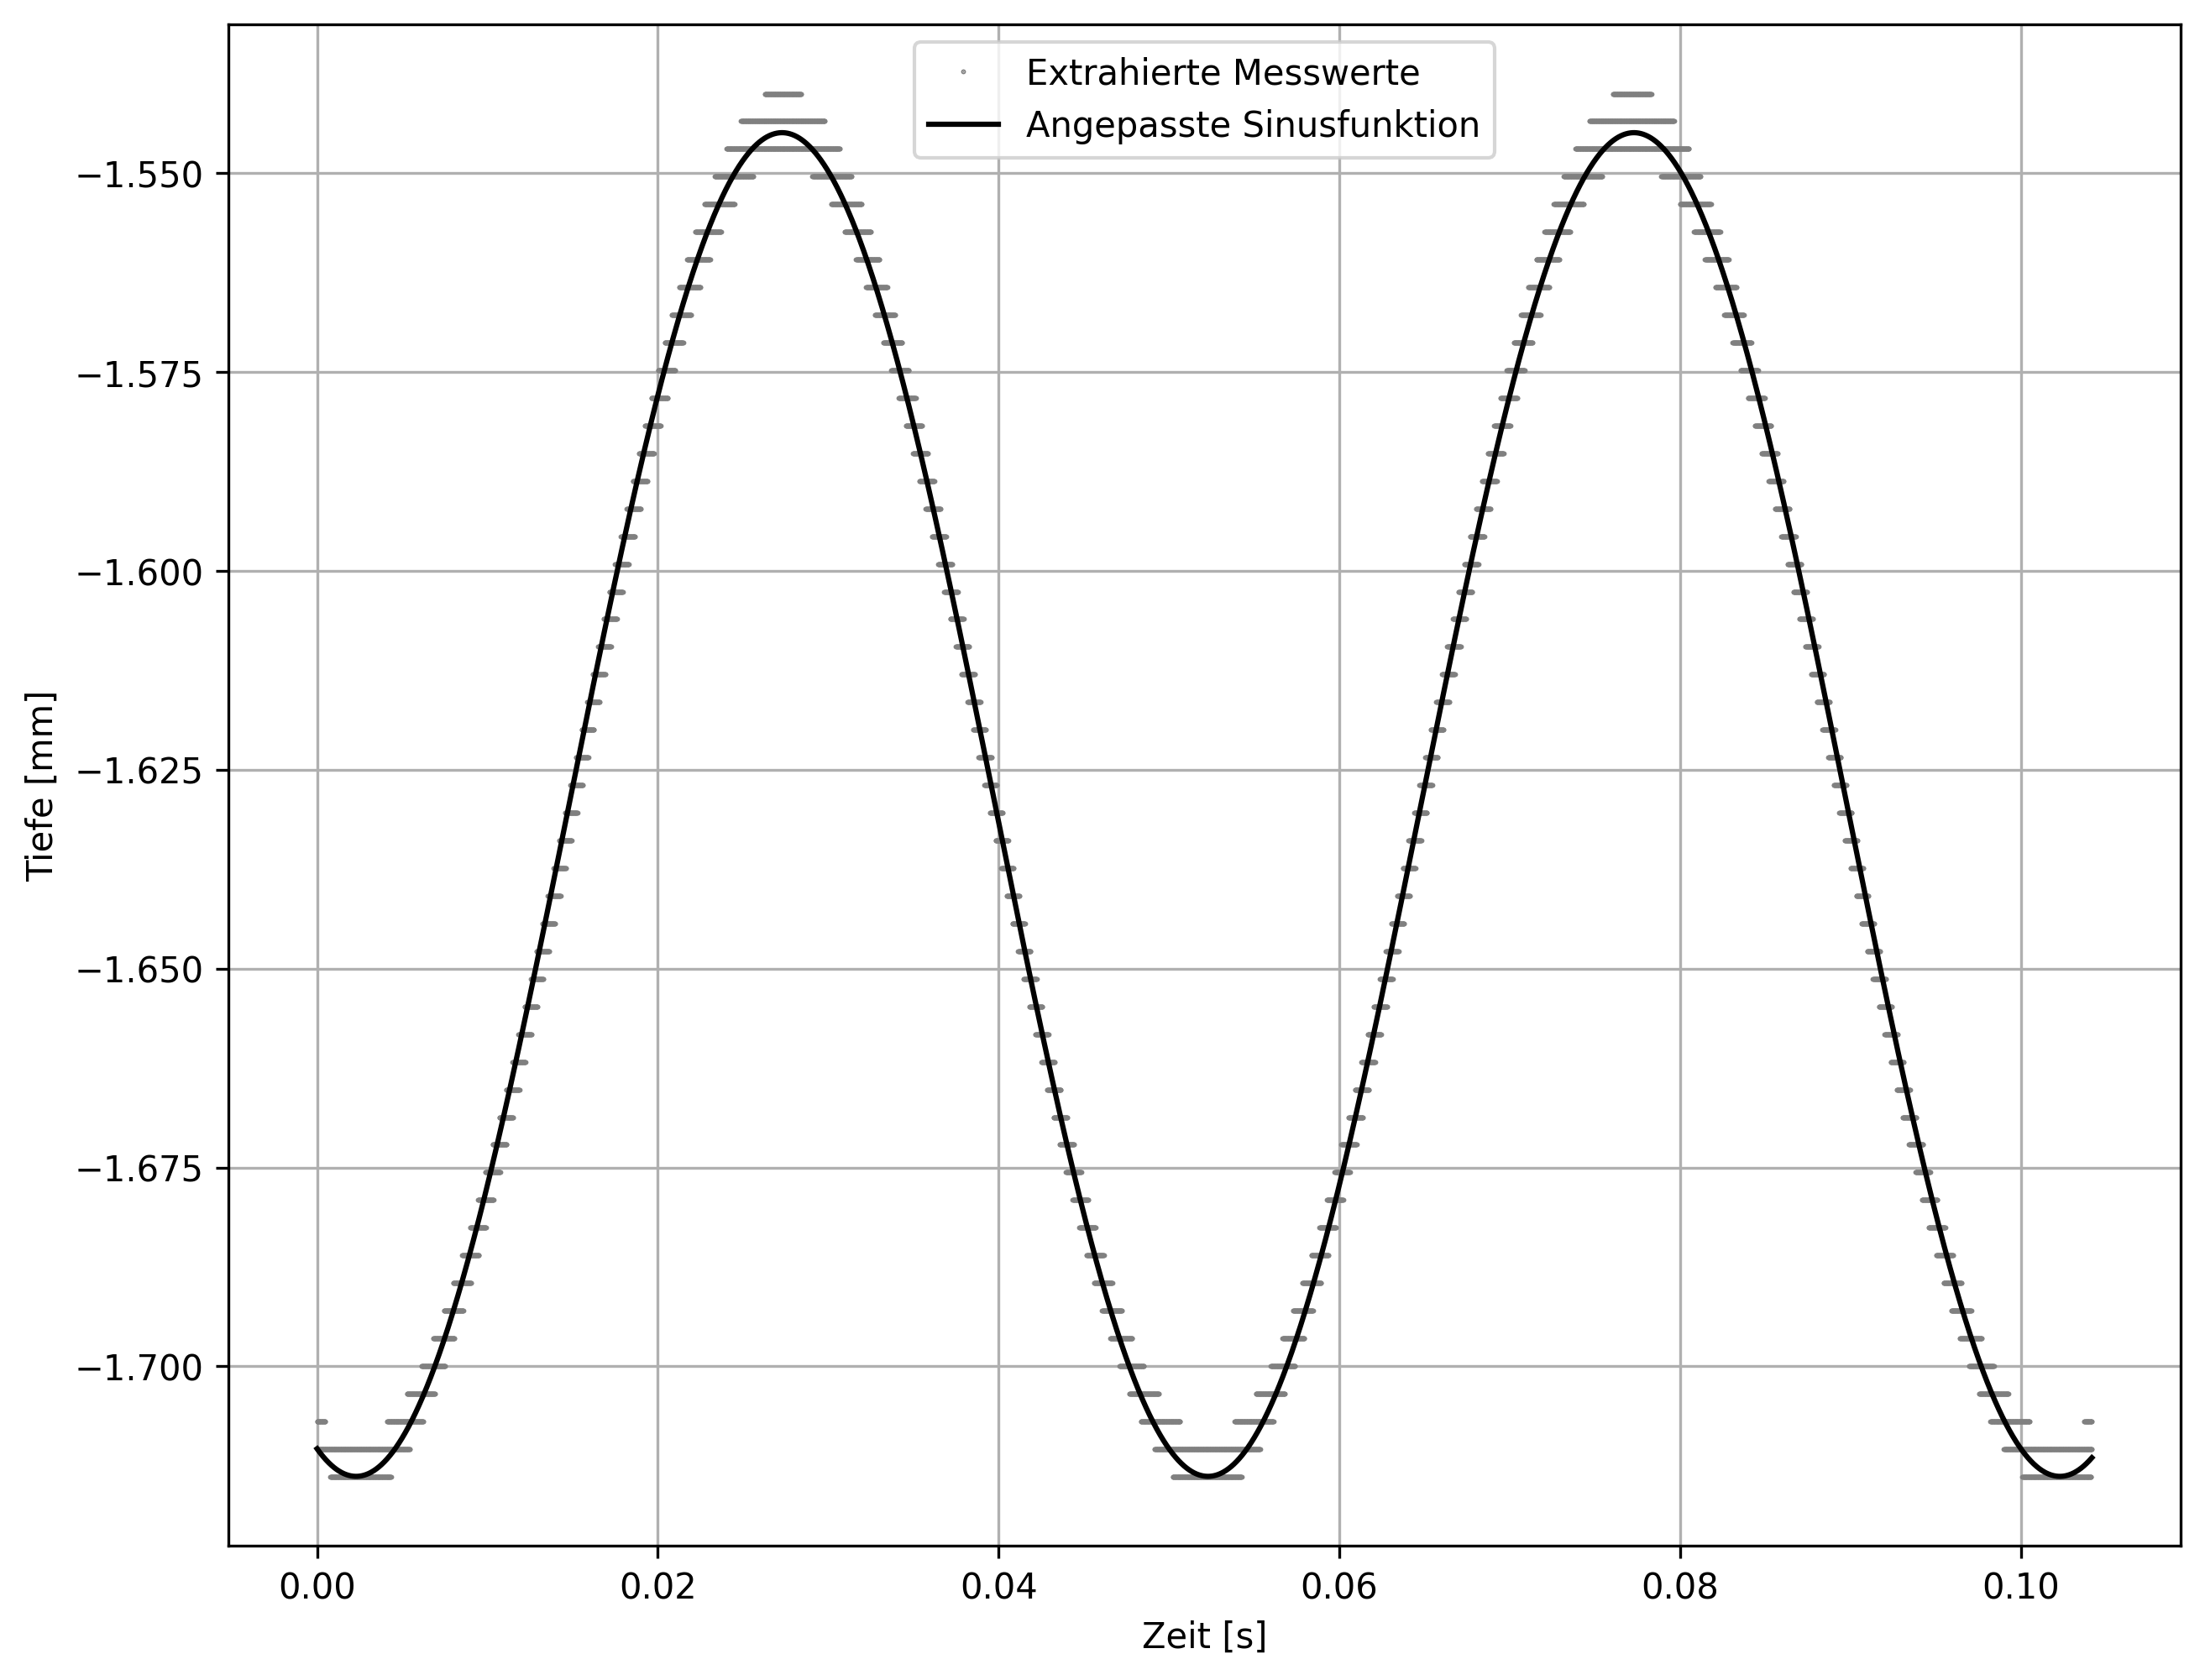 Extrahierte Messwerte
Angepasste Sinusfunktion
−1.550
−1.575
−1.600
−1.625
−1.650
−1.675
−1.700
Tiefe [mm]
0.00 0.02 0.04 0.06 0.08 0.10
Zeit [s]